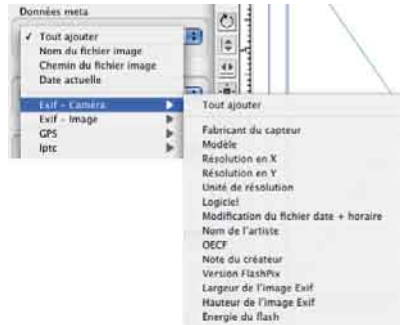 Données meta
✓ Tout ajouter
Nom du fichier image
Chemin du fichier image
Date actuelle
Exif - Caméra
Exif - Image
GPS
Iptc
Tout ajouter
Fabricant du capteur
Modèle
Résolution en X
Résolution en Y
Unité de résolution
Logiciel
Modification du fichier date + horaire
Nom de l'artiste
OECF
Note du créateur
Version FlashPix
Largeur de l'image Exif
Hauteur de l'image Exif
Énergie du flash